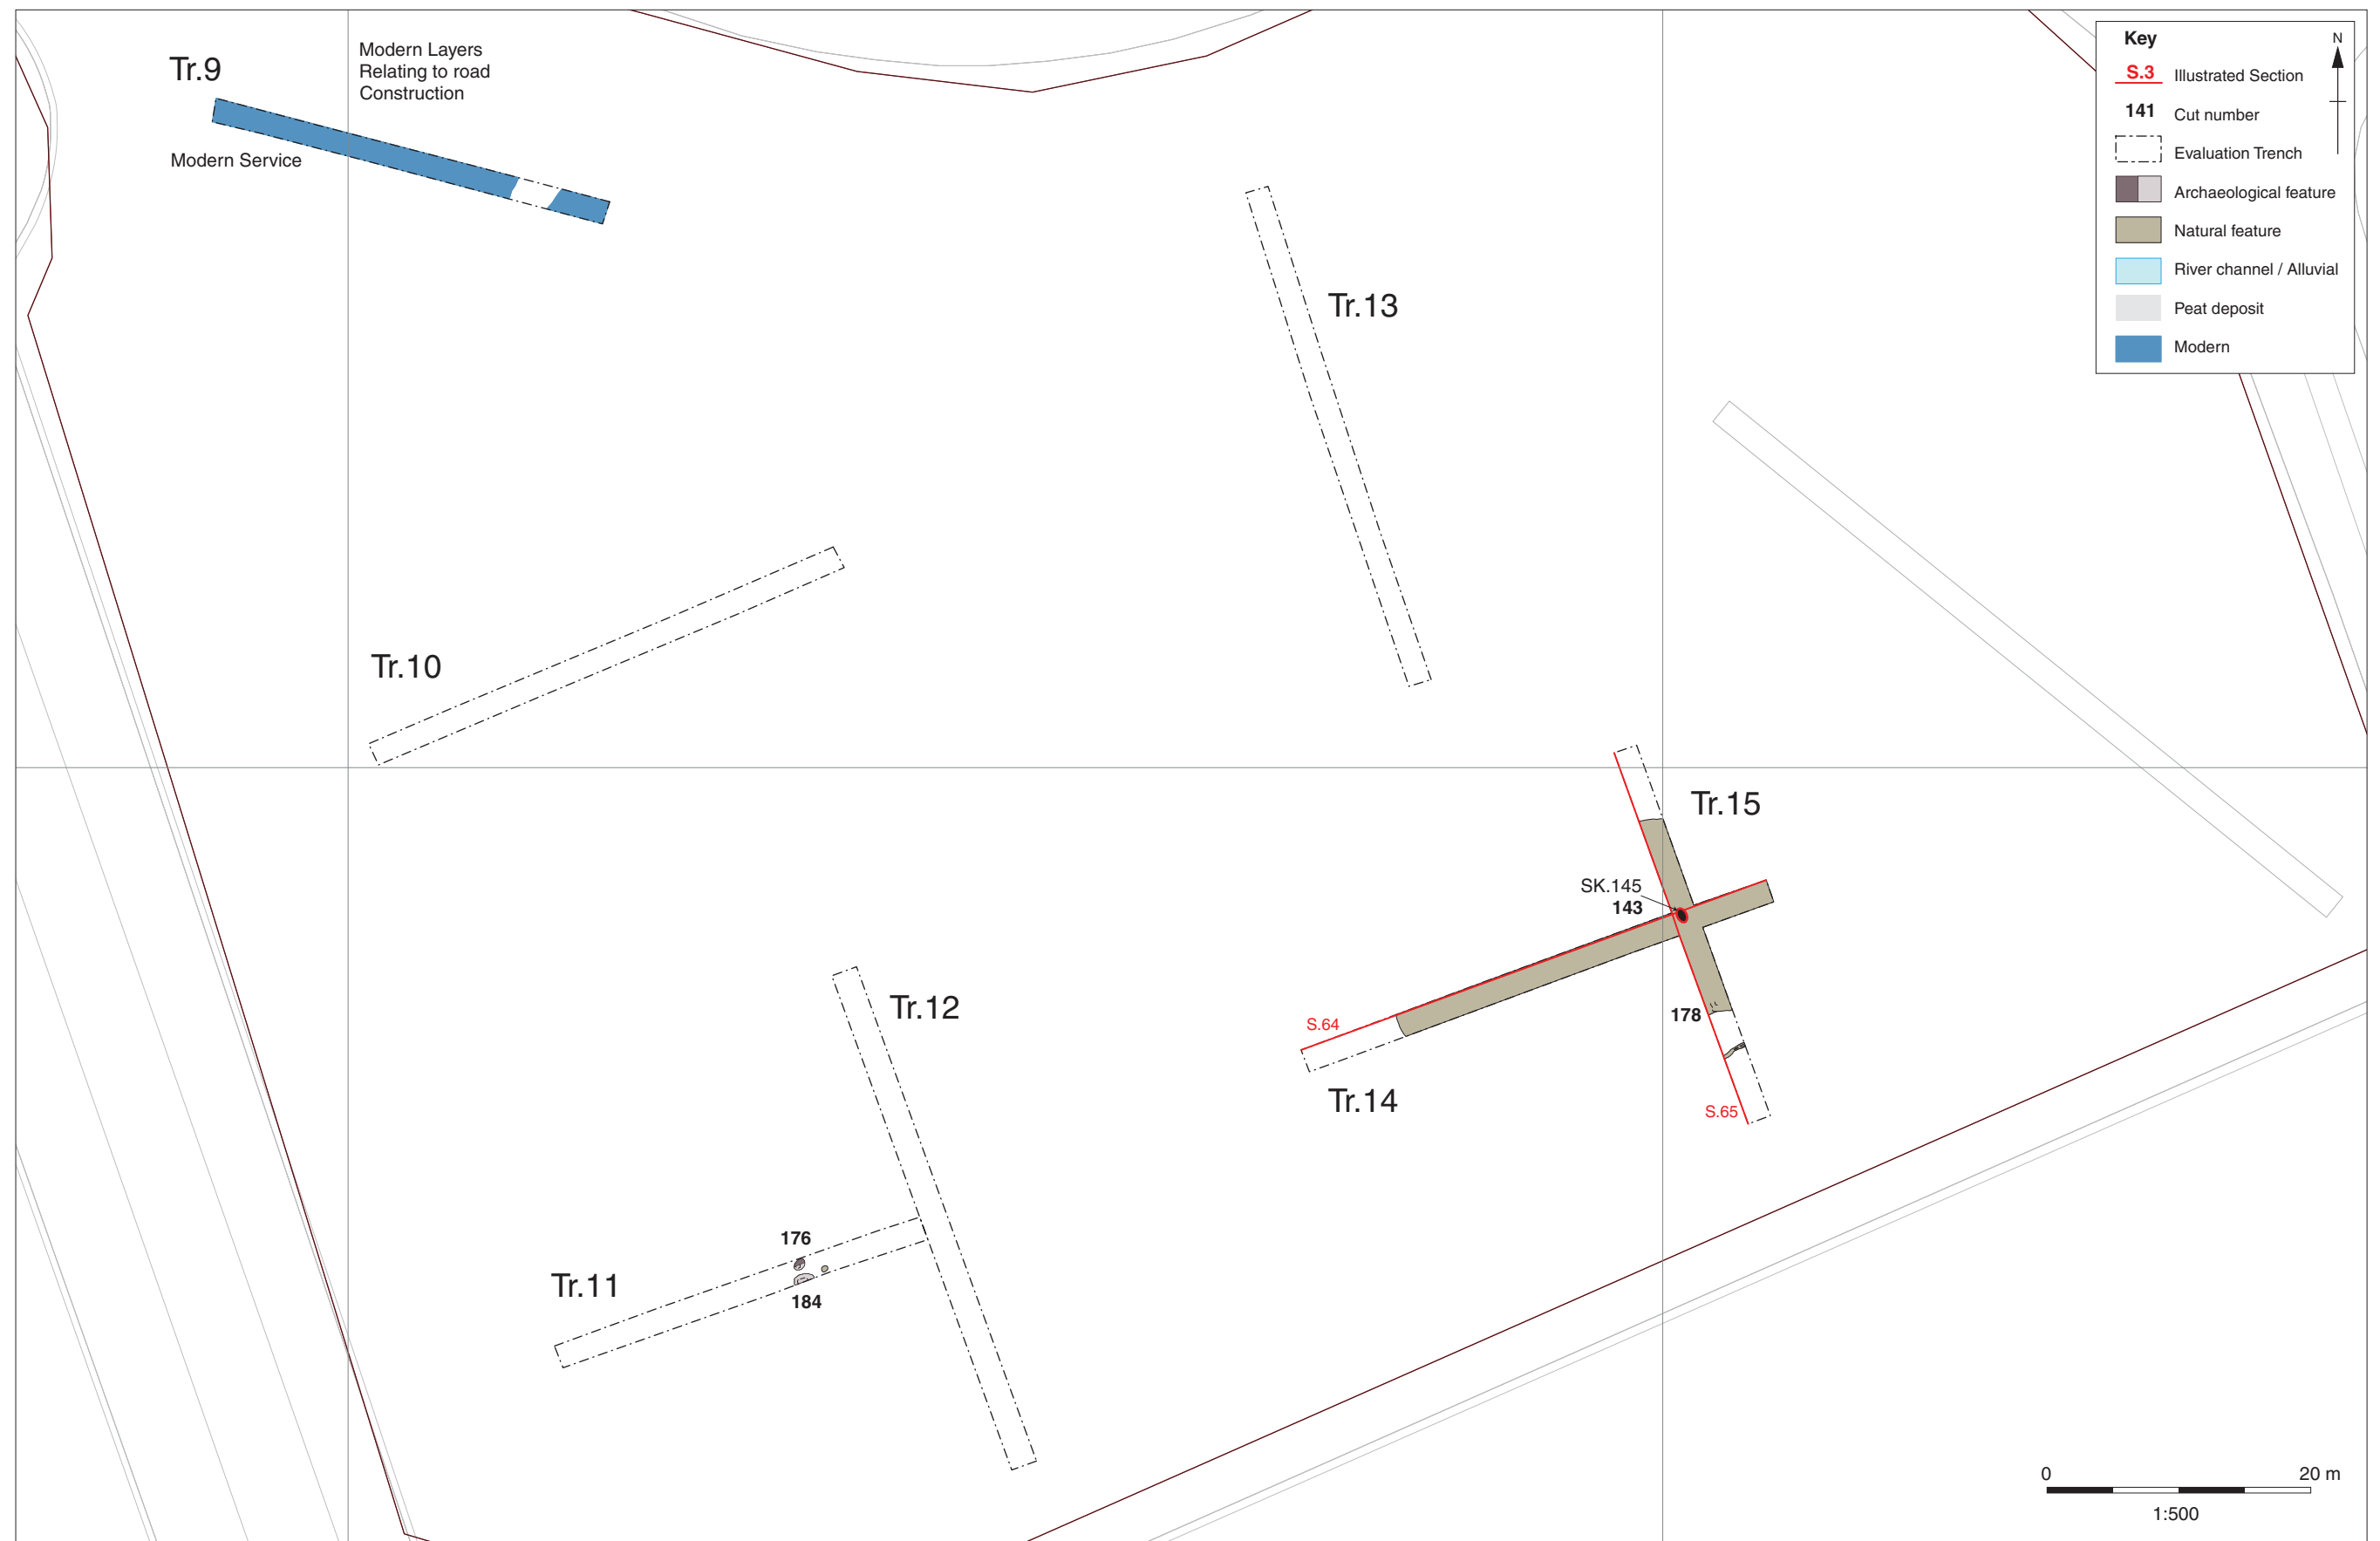 Tr.9
Modern Layers
Relating to road
Construction
Modern Service
Key
N
S.3 Illustrated Section
141 Cut number
Evaluation Trench
Archaeological feature
Natural feature
River channel / Alluvial
Peat deposit
Modern
Tr.13
Tr.10
Tr.15
SK.145
143
Tr.12
178
S.64
Tr.14
S.65
176
Tr.11
184
0 20 m
1:500